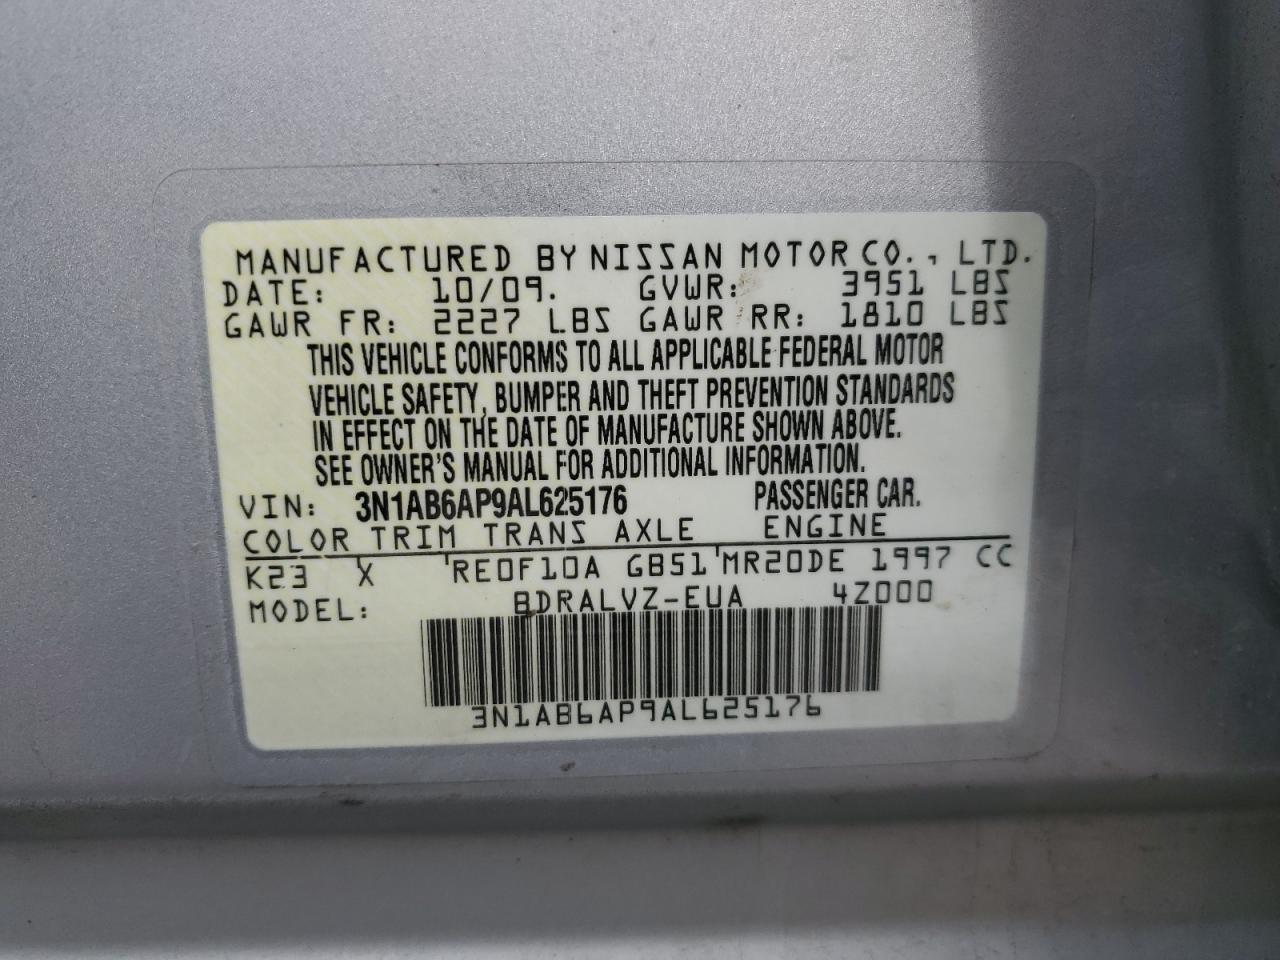 MANUFACTURED BY NISSAN MOTOR CO., LTD.
DATE: 10/09. GVWR: 3951 LBS
GAWR FR: 2227 LBS GAWR RR: 1810 LBS
THIS VEHICLE CONFORMS TO ALL APPLICABLE FEDERAL MOTOR
VEHICLE SAFETY, BUMPER AND THEFT PREVENTION STANDARDS
IN EFFECT ON THE DATE OF MANUFACTURE SHOWN ABOVE.
SEE OWNER'S MANUAL FOR ADDITIONAL INFORMATION.
VIN: 3N1AB6AP9AL625176 PASSENGER CAR.
COLOR TRIM TRANS AXLE ENGINE
K23 X RE0F10A GB51 MR20DE 1997 CC
MODEL: BDRALVZ-EUA 4Z000
3N1AB6AP9AL625176